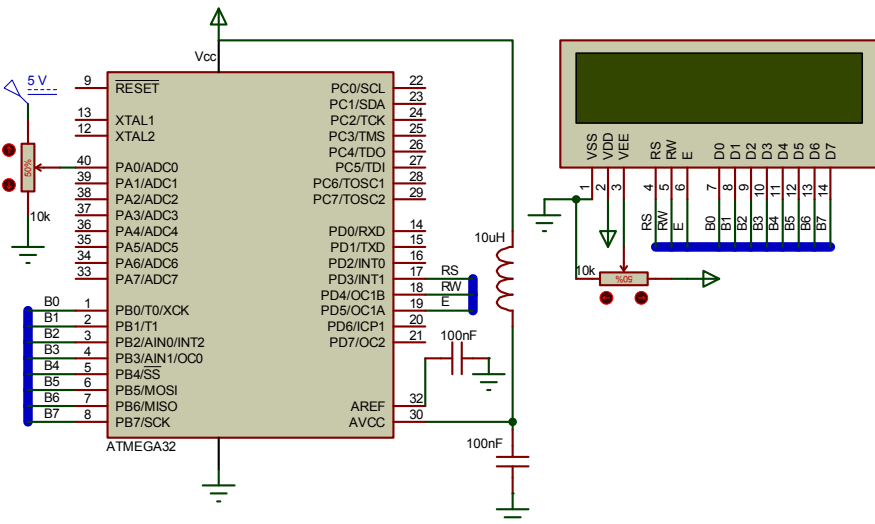 Vcc
5 V
50%
10k
9 RESET
13 XTAL1
12 XTAL2
40 PA0/ADC0
39 PA1/ADC1
38 PA2/ADC2
37 PA3/ADC3
36 PA4/ADC4
35 PA5/ADC5
34 PA6/ADC6
33 PA7/ADC7
B0 1 PB0/T0/XCK
B1 2 PB1/T1
B2 3 PB2/AIN0/INT2
B3 4 PB3/AIN1/OC0
B4 5 PB4/SS
B5 6 PB5/MOSI
B6 7 PB6/MISO
B7 8 PB7/SCK
PC0/SCL 22
PC1/SDA 23
PC2/TCK 24
PC3/TMS 25
PC4/TDO 26
PC5/TDI 27
PC6/TOSC1 28
PC7/TOSC2 29
PD0/RXD 14
PD1/TXD 15
PD2/INT0 16
PD3/INT1 17 RS
PD4/OC1B 18 RW
PD5/OC1A 19 E
PD6/ICP1 20
PD7/OC2 21
AREF 32
AVCC 30
ATMEGA32
10uH
100nF
100nF
VSS VDD VEE RS RW E D0 D1 D2 D3 D4 D5 D6 D7
1 2 3 4 5 6 7 8 9 10 11 12 13 14
RS RW E B0 B1 B2 B3 B4 B5 B6 B7
10k
50%